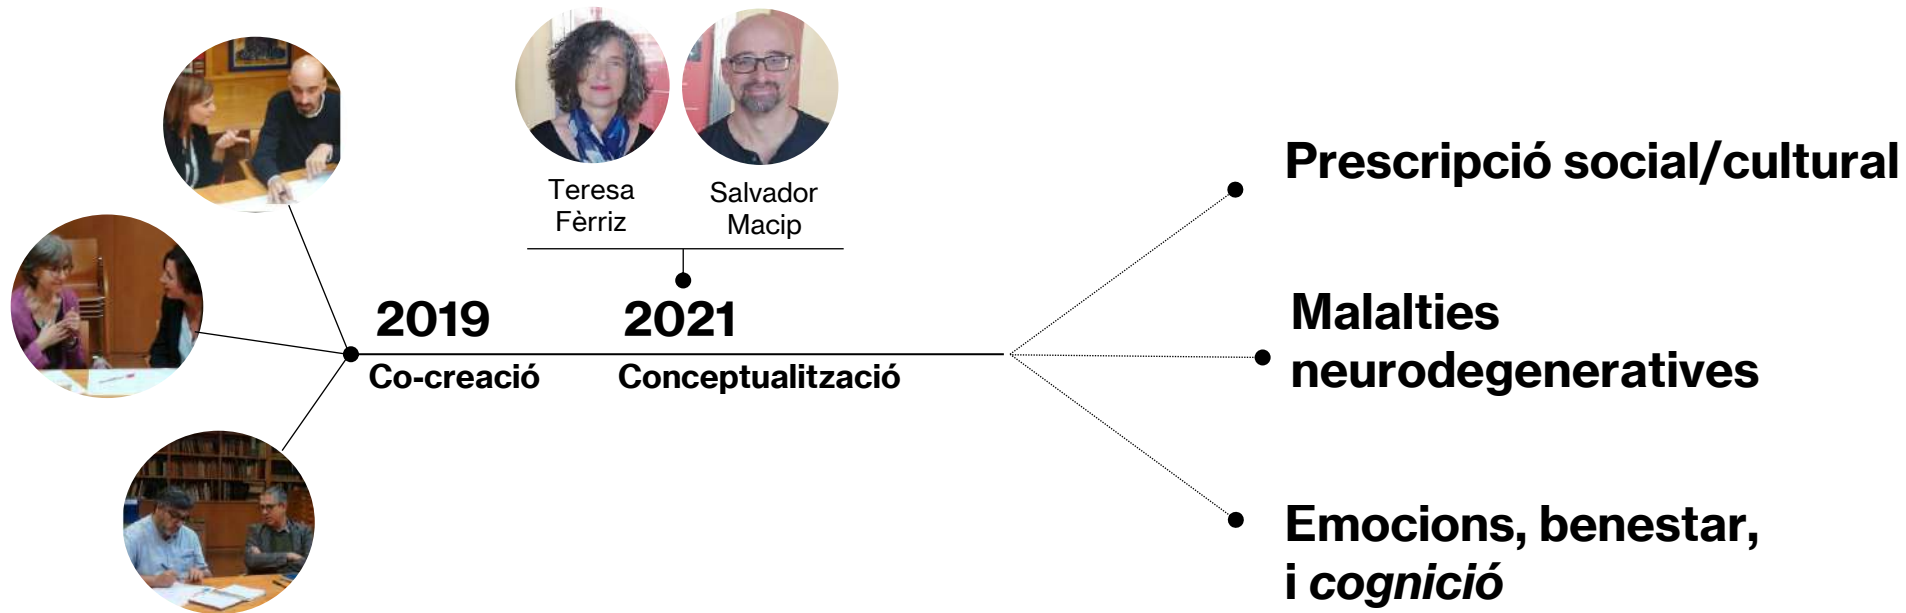 Teresa
Fèrriz
Salvador
Macip
2019
Co-creació
2021
Conceptualització
Prescripció social/cultural
Malalties
neurodegeneratives
Emocions, benestar,
i cognició